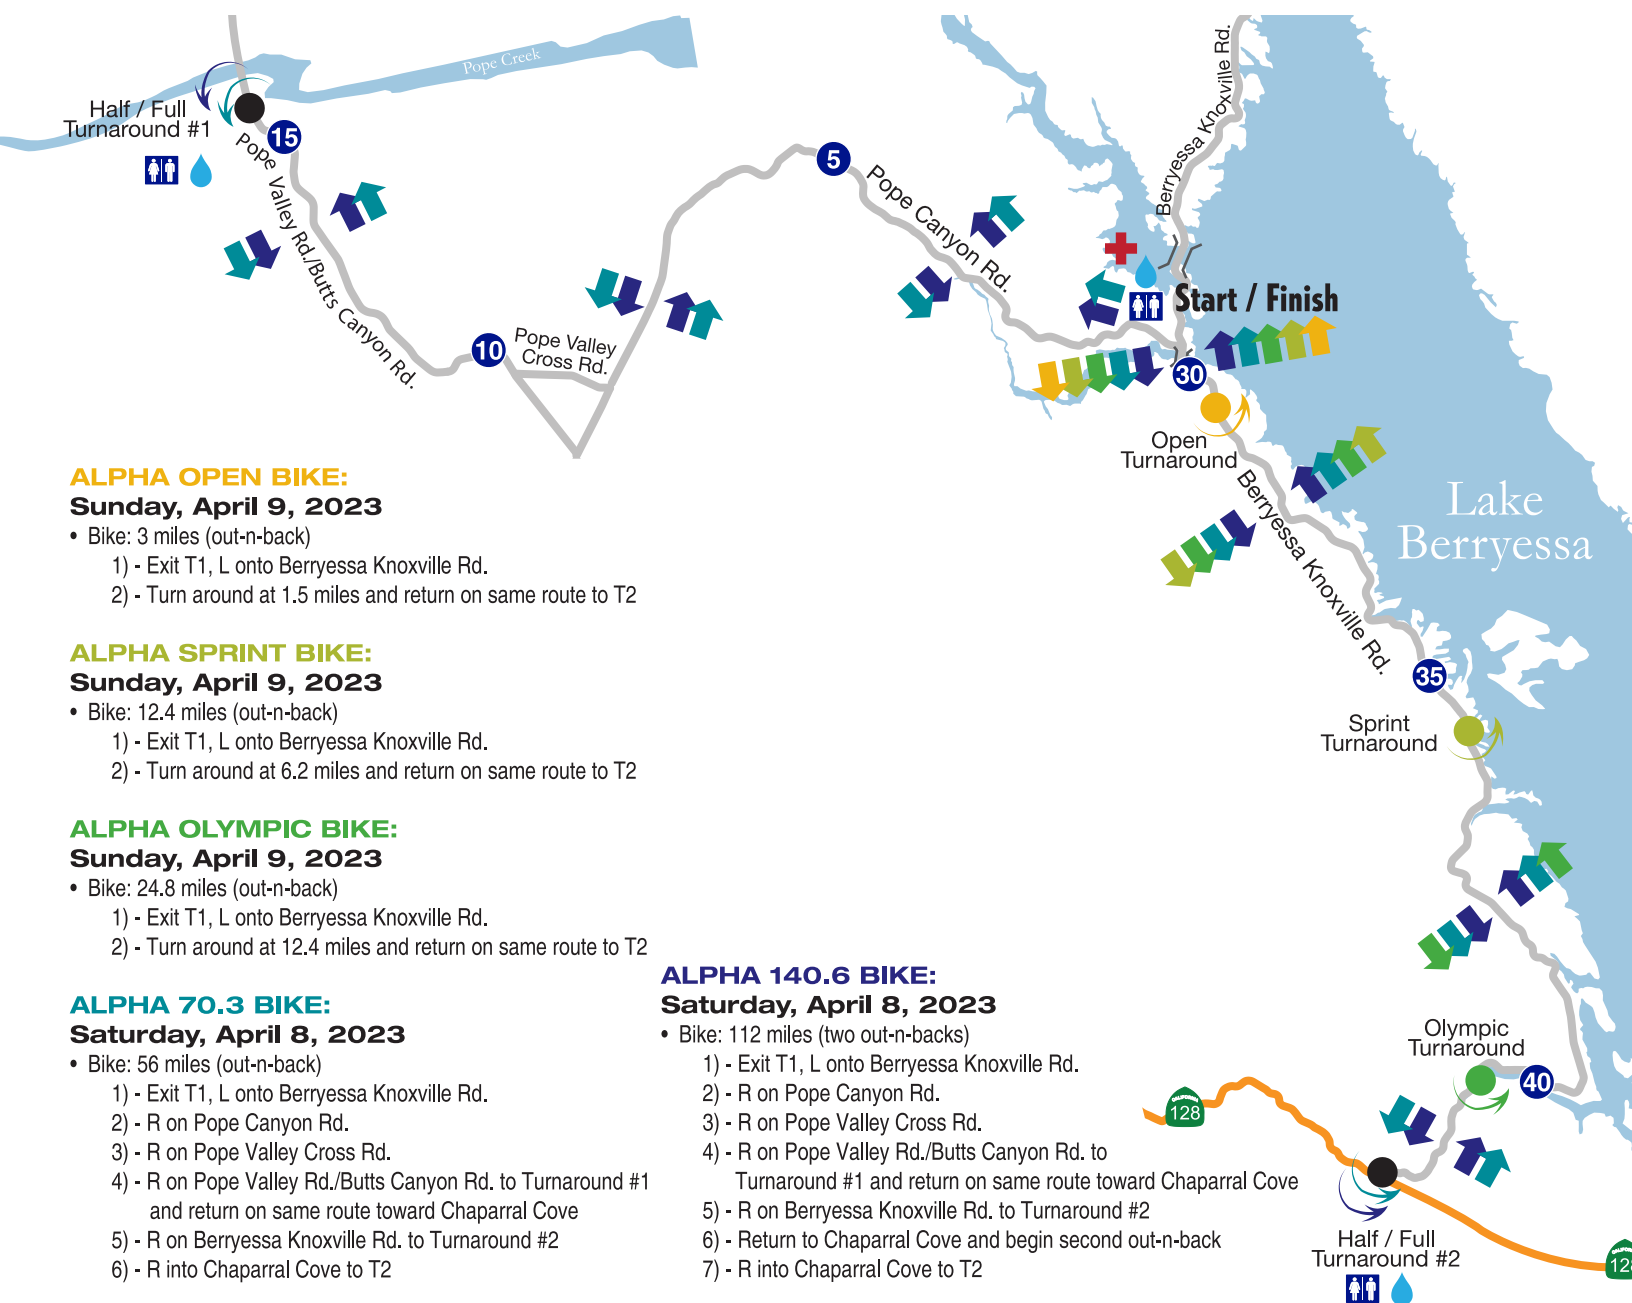 Pope Creek
Berryessa Knoxville Rd.
Half / Full
Turnaround #1
15
Pope Valley Rd./Butts Canyon Rd.
5
Pope Canyon Rd.
Start / Finish
10
Pope Valley
Cross Rd.
30
Open
Turnaround
Berryessa Knoxville Rd.
Lake
Berryessa
35
Sprint
Turnaround
ALPHA OPEN BIKE:
Sunday, April 9, 2023
• Bike: 3 miles (out-n-back)
1) - Exit T1, L onto Berryessa Knoxville Rd.
2) - Turn around at 1.5 miles and return on same route to T2
ALPHA SPRINT BIKE:
Sunday, April 9, 2023
• Bike: 12.4 miles (out-n-back)
1) - Exit T1, L onto Berryessa Knoxville Rd.
2) - Turn around at 6.2 miles and return on same route to T2
ALPHA OLYMPIC BIKE:
Sunday, April 9, 2023
• Bike: 24.8 miles (out-n-back)
1) - Exit T1, L onto Berryessa Knoxville Rd.
2) - Turn around at 12.4 miles and return on same route to T2
ALPHA 70.3 BIKE:
Saturday, April 8, 2023
• Bike: 56 miles (out-n-back)
1) - Exit T1, L onto Berryessa Knoxville Rd.
2) - R on Pope Canyon Rd.
3) - R on Pope Valley Cross Rd.
4) - R on Pope Valley Rd./Butts Canyon Rd. to Turnaround #1
and return on same route toward Chaparral Cove
5) - R on Berryessa Knoxville Rd. to Turnaround #2
6) - R into Chaparral Cove to T2
ALPHA 140.6 BIKE:
Saturday, April 8, 2023
• Bike: 112 miles (two out-n-backs)
1) - Exit T1, L onto Berryessa Knoxville Rd.
2) - R on Pope Canyon Rd.
3) - R on Pope Valley Cross Rd.
4) - R on Pope Valley Rd./Butts Canyon Rd. to
Turnaround #1 and return on same route toward Chaparral Cove
5) - R on Berryessa Knoxville Rd. to Turnaround #2
6) - Return to Chaparral Cove and begin second out-n-back
7) - R into Chaparral Cove to T2
Olympic
Turnaround
40
CALIFORNIA
128
Half / Full
Turnaround #2